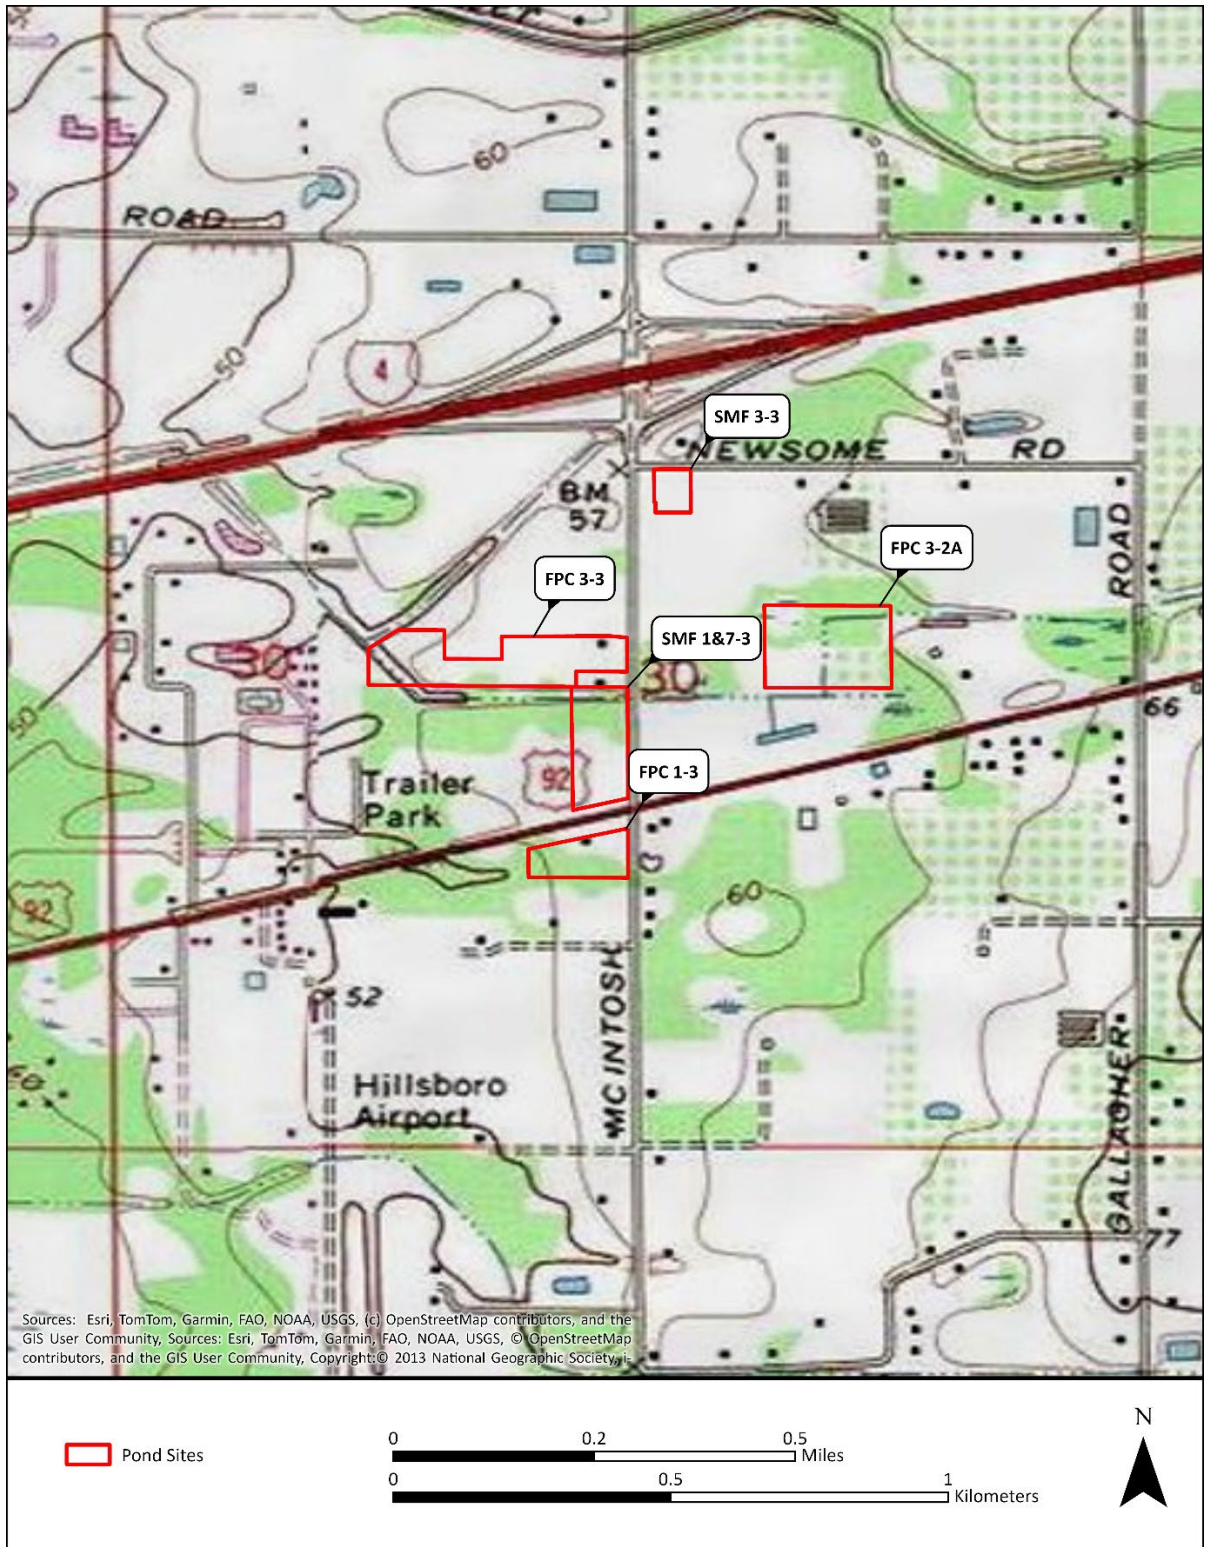 60
ROAD
50
4
SMF 3-3
NEWSOME RD
B.M.
57
FPC 3-2A
ROAD
FPC 3-3
SMF 1&7-3
30
30
66
50
92
FPC 1-3
Trailer
Park
92
60
52
MC INTOSH
Hillsboro
Airport
60
GALLAGHER
77
Sources: Esri, TomTom, Garmin, FAO, NOAA, USGS, (c) OpenStreetMap contributors, and the
GIS User Community, Sources: Esri, TomTom, Garmin, FAO, NOAA, USGS, © OpenStreetMap
contributors, and the GIS User Community, Copyright:© 2013 National Geographic Society, i-
Pond Sites
0 0.2 0.5
Miles
0 0.5 1
Kilometers
N